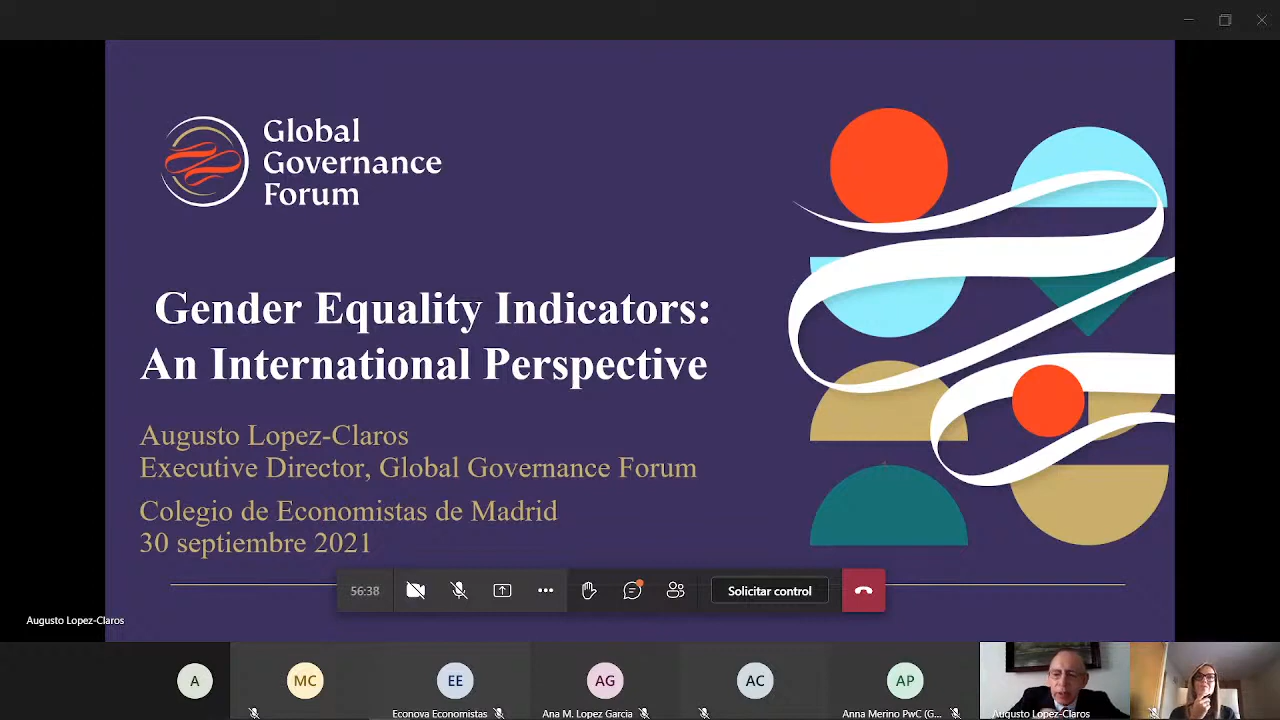 Global
Governance
Forum
Gender Equality Indicators:
An International Perspective
Augusto Lopez-Claros
Executive Director, Global Governance Forum
Colegio de Economistas de Madrid
30 septiembre 2021
56:38
Solicitar control
Augusto Lopez-Claros
A
MC
EE
AG
AC
AP
Econova Economistas
Ana M. Lopez Garcia
Anna Merino PwC (G...
Augusto Lopez-Claros